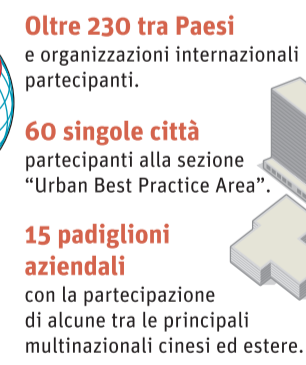 Oltre 230 tra Paesi
e organizzazioni internazionali
partecipanti.
60 singole città
partecipanti alla sezione
“Urban Best Practice Area”.
15 padiglioni
aziendali
con la partecipazione
di alcune tra le principali
multinazionali cinesi ed estere.